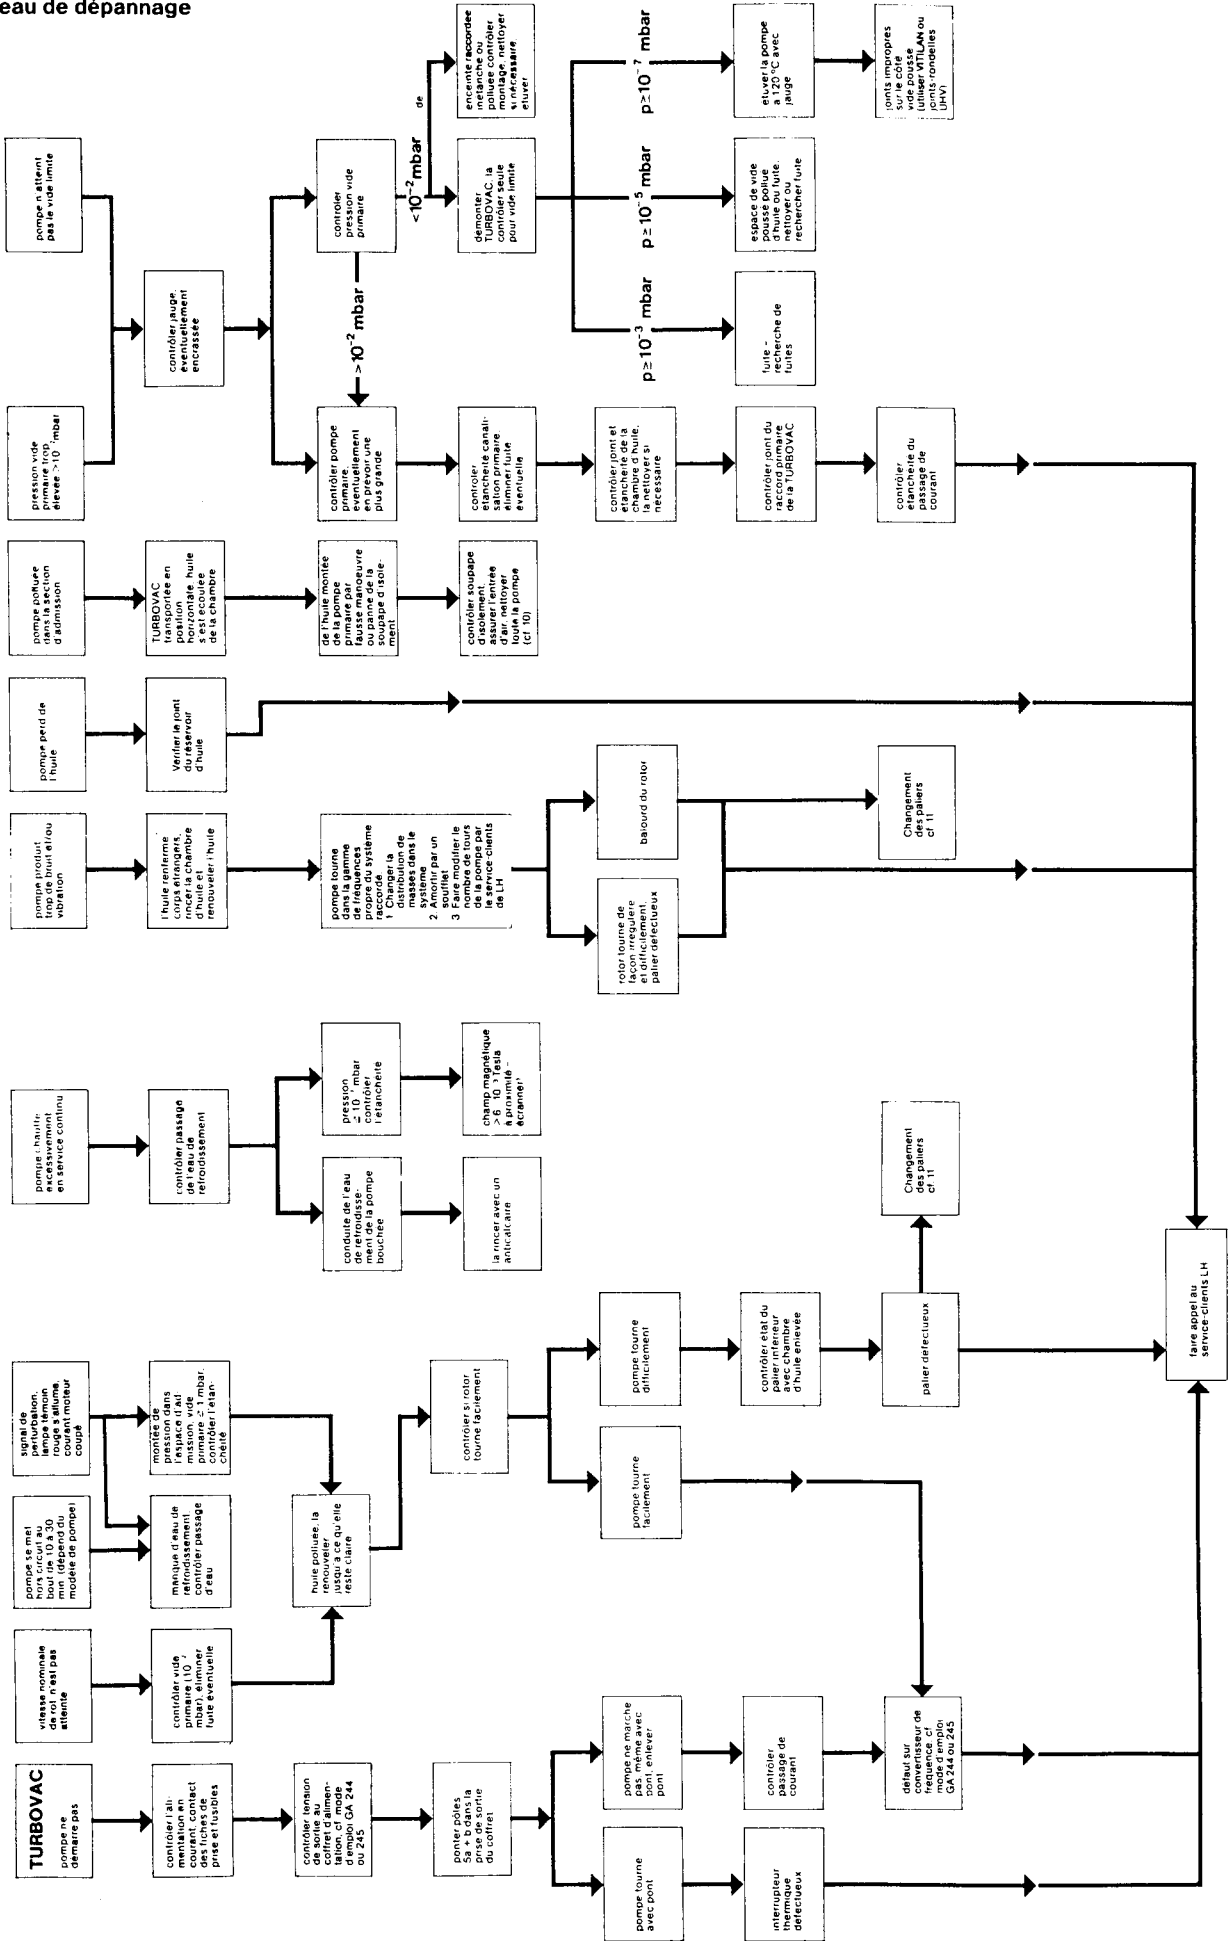 eau de dépannage
TURBOVAC
pompe ne
démarre pas
contrôler l'ali-
mentation en
courant, contact
des fiches de
prise et fusibles
contrôler tension
de sortie au
coffret d'alimen-
tation, cf mode
d'emploi GA 244
ou 245
ponter pôles
5a + b dans la
prise de sortie
du coffret
pompe tourne
avec pont
interrupteur
thermique
défectueux
pompe ne marche
pas, même avec
pont, enlever
pont
contrôler
passage de
courant
défaut sur
convertisseur de
fréquence, cf
mode d'emploi
GA 244 ou 245
vitesse nominale
de rot. n'est pas
atteinte
contrôler vide
primaire (10
mbar), éliminer
fuite éventuelle
pompe se met
hors circuit au
bout de 10 à 30
min (dépend du
modèle de pompe)
manque d'eau de
refroidissement,
contrôler passage
d'eau
signal de
perturbation,
lampe témoin
rouge s'allume,
courant moteur
coupé
montée de
pression dans
l'espace d'ad-
mission, vide
primaire ≥ 1 mbar,
contrôler l'étan-
chéité
huile polluée, la
renouveler
jusqu'à ce qu'elle
reste claire
contrôler si rotor
tourne facilement
pompe tourne
facilement
pompe tourne
difficilement
contrôler état du
palier inférieur
avec chambre
d'huile enlevée
palier défectueux
Changement
des paliers
cf 11
faire appel au
service-clients LH
pompe chauffe
excessivement
en service continu
contrôler passage
de l'eau de
refroidissement
conduite de l'eau
de refroidisse-
ment de la pompe
bouchée
la rincer avec un
anticalcaire
pression
mbar
contrôler
l'étanchéité
champ magnétique
Tesla
à proximité -
écranner!
pompe produit
trop de bruit et/ou
vibration
l'huile renferme
corps étrangers,
rincer la chambre
d'huile et
renouveler l'huile
pompe tourne
dans la gamme
de fréquences
propre du système
raccordé
1 Changer la
distribution de
masses dans le
système
2. Amortir par un
soufflet
3 Faire modifier le
nombre de tours
de la pompe par
le service-clients
de LH
rotor tourne de
façon irrégulière
et difficilement,
palier défectueux
balourd du rotor
Changement
des paliers
cf 11
pompe perd de
l'huile
Vérifier le joint
du réservoir
d'huile
pompe polluée
dans la section
d'admission
TURBOVAC
transportée en
position
horizontale, huile
s'est écoulée
de la chambre
de l'huile montée
de la pompe
primaire par
fausse manoeuvre
ou panne de la
soupape d'isole-
ment
contrôler soupape
d'isolement,
assurer l'entrée
d'air, nettoyer
toute la pompe
(cf 10)
pression vide
primaire trop
élevée >10⁻²mbar
pompe n'atteint
pas le vide limite
contrôler jauge,
éventuellement
encrassée
contrôler pompe
primaire,
éventuellement
en prévoir une
plus grande
>10⁻² mbar
contrôler
pression vide
primaire
<10⁻² mbar
de
contrôler
étanchéité canali-
sation primaire,
éliminer fuite
éventuelle
contrôler joint et
étanchéité de la
chambre d'huile,
la nettoyer si
nécessaire
contrôler joint du
raccord primaire
de la TURBOVAC
contrôler
étanchéité du
passage de
courant
démonter
TURBOVAC, la
contrôler seule
pour vide limite
enceinte raccordée
inétanche ou
polluée contrôler
montage, nettoyer
si nécessaire,
étuver
p≥10⁻³ mbar
fuite -
recherche de
fuites
p≥10⁻⁵ mbar
espace de vide
poussé pollué
d'huile ou fuite,
nettoyer ou
rechercher fuite
p≥10⁻⁷ mbar
étuver la pompe
à 120 °C avec
jauge
joints impropres
sur le côté
vide poussé
(utiliser VITILAN ou
joints-rondelles
UHV)